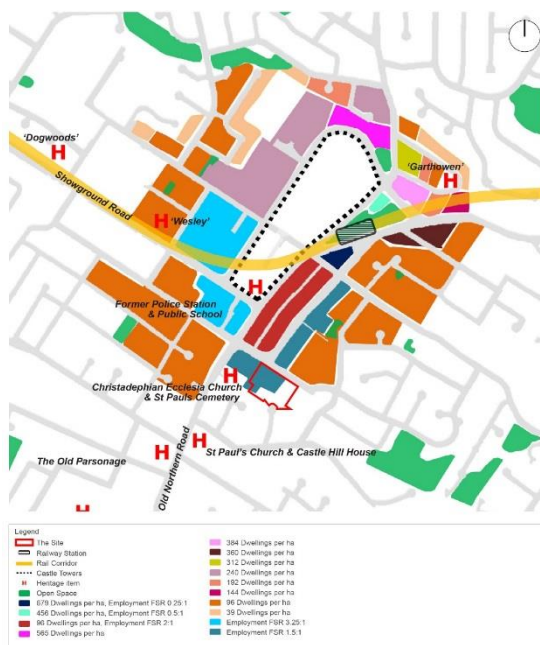 'Dogwoods'
H
Showground Road
H 'Wesley'
'Garthowen'
H
Former Police Station
& Public School
H
Christadephian Ecclesia Church
& St Pauls Cemetery
H
Old Northern Road
H
St Paul's Church & Castle Hill House
The Old Parsonage
H
H
Legend
The Site
Railway Station
Rail Corridor
Castle Towers
H Heritage item
Open Space
679 Dwellings per ha, Employment FSR 0.25:1
456 Dwellings per ha, Employment FSR 0.5:1
96 Dwellings per ha, Employment FSR 2:1
565 Dwellings per ha
384 Dwellings per ha
360 Dwellings per ha
312 Dwellings per ha
240 Dwellings per ha
192 Dwellings per ha
144 Dwellings per ha
96 Dwellings per ha
39 Dwellings per ha
Employment FSR 3.25:1
Employment FSR 1.5:1